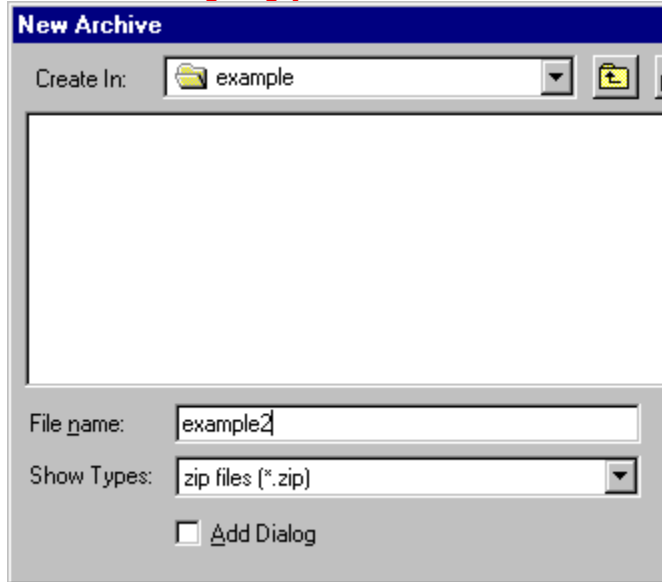 New Archive
Create In: example
File name: example2
Show Types: zip files (*.zip)
Add Dialog